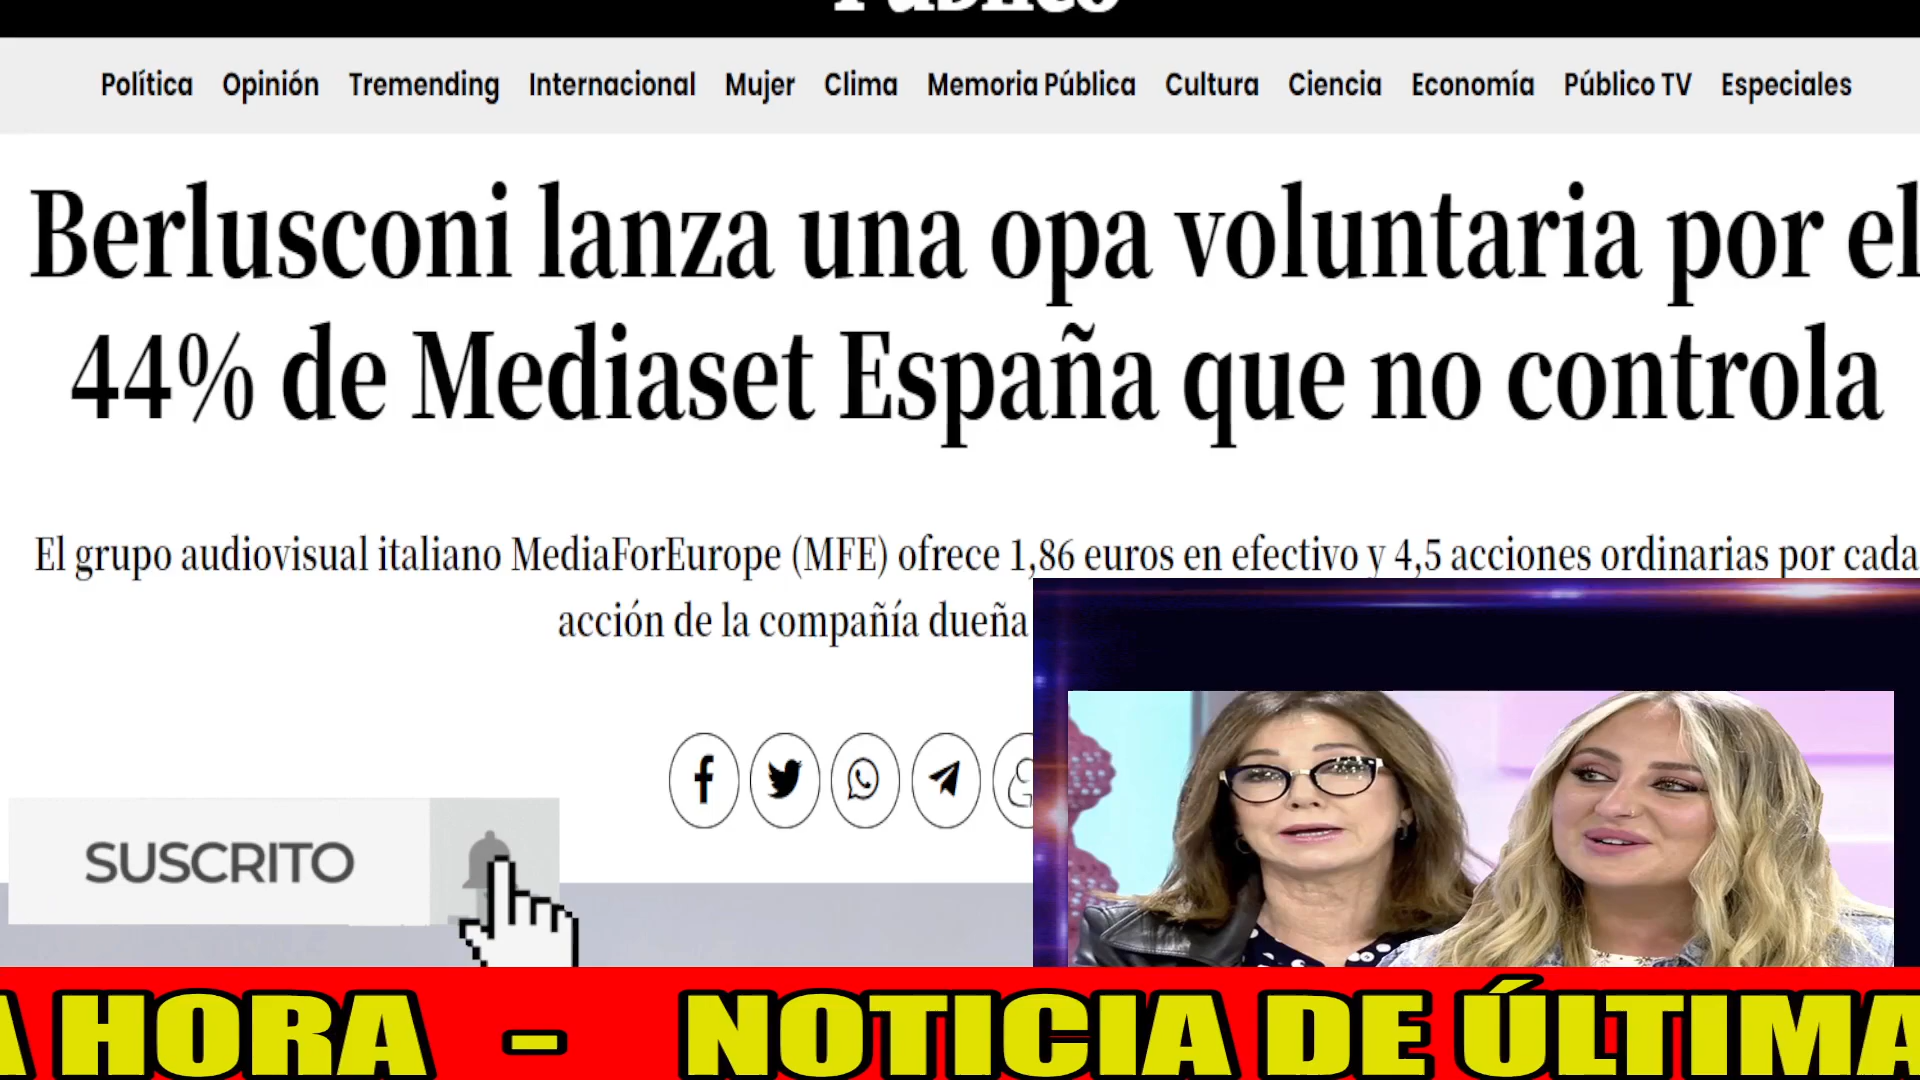 Público
Política Opinión Tremending Internacional Mujer Clima Memoria Pública Cultura Ciencia Economía Público TV Especiales
Berlusconi lanza una opa voluntaria por el
44% de Mediaset España que no controla
El grupo audiovisual italiano MediaForEurope (MFE) ofrece 1,86 euros en efectivo y 4,5 acciones ordinarias por cada
acción de la compañía dueña
SUSCRITO
A HORA - NOTICIA DE ÚLTIMA